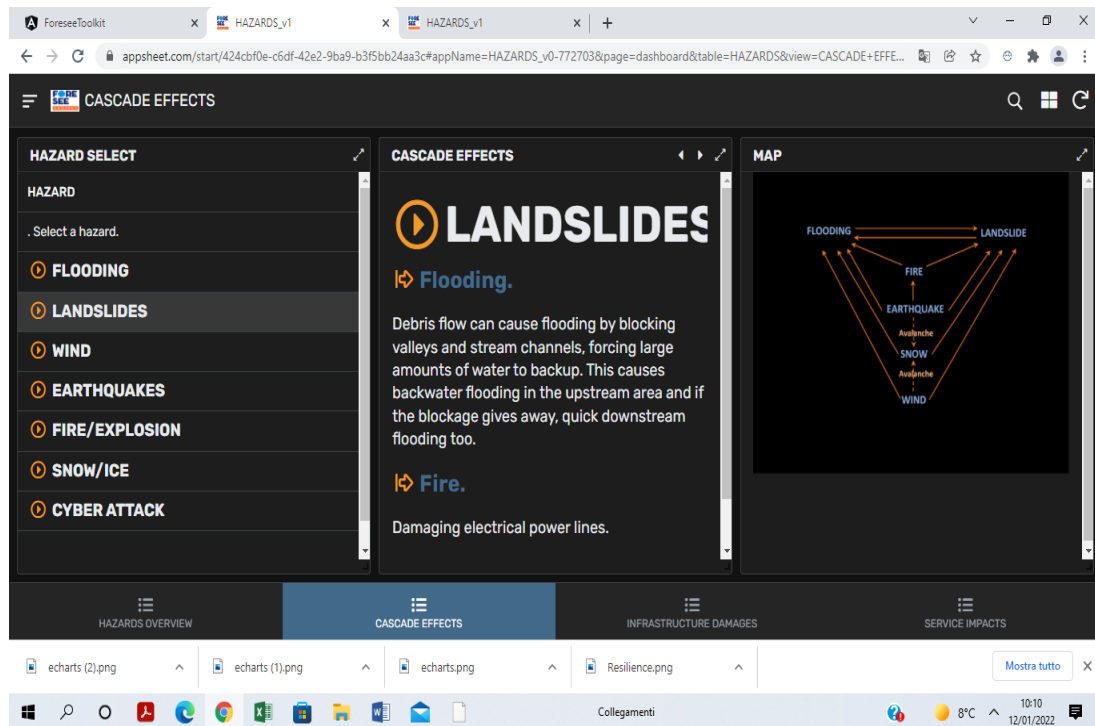 ForeseeToolkit
HAZARDS_v1
HAZARDS_v1
appsheet.com/start/424cbf0e-c6df-42e2-9ba9-b3f5bb24aa3c#appName=HAZARDS_v0-772703&page=dashboard&table=HAZARDS&view=CASCADE+EFFE...
FORE
SEE
CASCADE EFFECTS
HAZARD SELECT
HAZARD
. Select a hazard.
FLOODING
LANDSLIDES
WIND
EARTHQUAKES
FIRE/EXPLOSION
SNOW/ICE
CYBER ATTACK
CASCADE EFFECTS
LANDSLIDES
Flooding.
Debris flow can cause flooding by blocking
valleys and stream channels, forcing large
amounts of water to backup. This causes
backwater flooding in the upstream area and if
the blockage gives away, quick downstream
flooding too.
Fire.
Damaging electrical power lines.
MAP
FLOODING
LANDSLIDE
FIRE
EARTHQUAKE
Avalanche
SNOW
Avalanche
WIND
HAZARDS OVERVIEW
CASCADE EFFECTS
INFRASTRUCTURE DAMAGES
SERVICE IMPACTS
echarts (2).png
echarts (1).png
echarts.png
Resilience.png
Mostra tutto
Collegamenti
8°C
10:10
12/01/2022